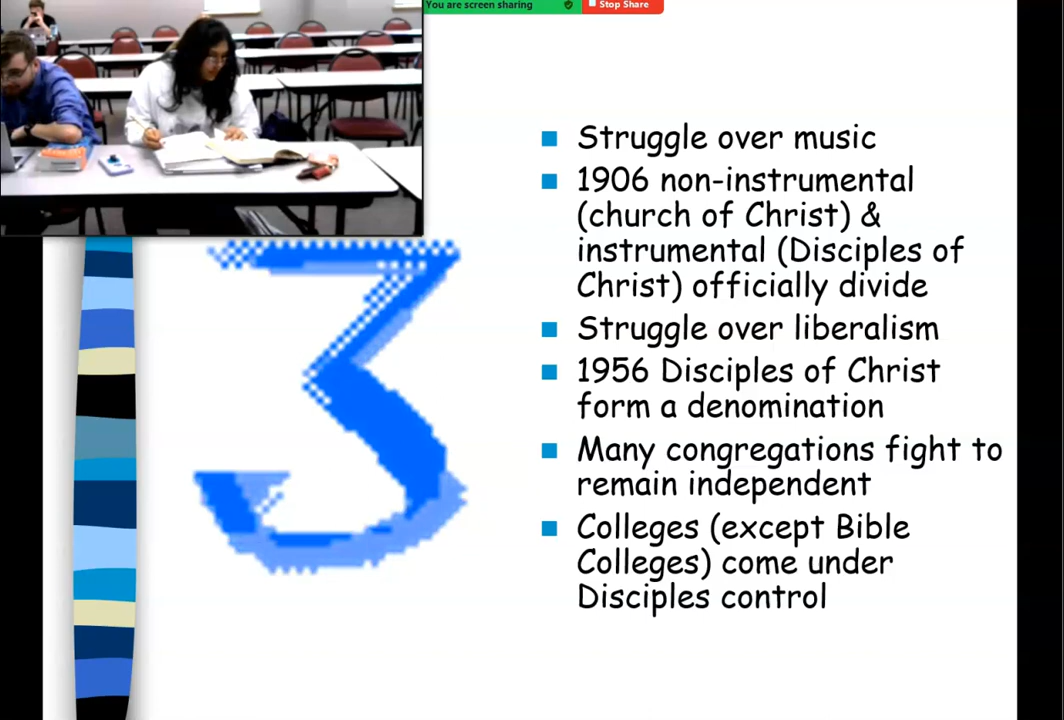 You are screen sharing
Stop Share
Struggle over music
1906 non-instrumental
(church of Christ) &
instrumental (Disciples of
Christ) officially divide
Struggle over liberalism
1956 Disciples of Christ
form a denomination
Many congregations fight to
remain independent
Colleges (except Bible
Colleges) come under
Disciples control
3